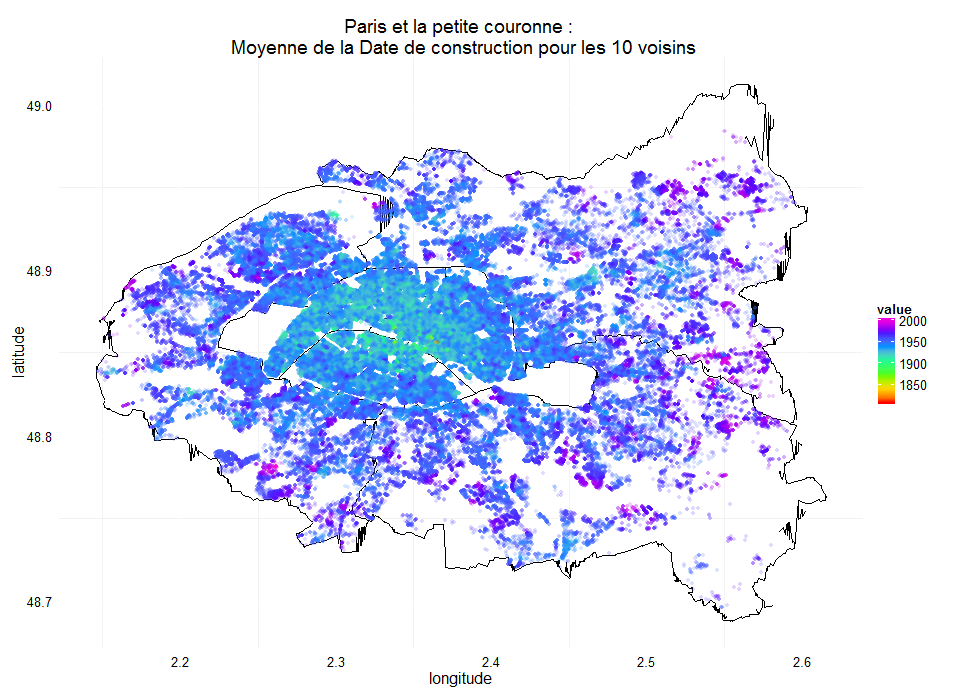 Paris et la petite couronne :
Moyenne de la Date de construction pour les 10 voisins
49.0
48.9
48.8
48.7
latitude
2.2
2.3
2.4
2.5
2.6
longitude
value
2000
1950
1900
1850